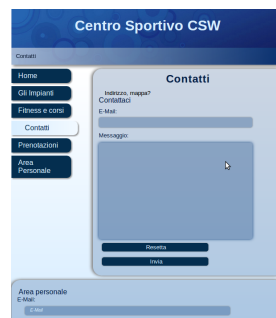 Centro Sportivo CSW
Contatti
Home
Gli Impianti
Fitness e corsi
Contatti
Prenotazioni
Area
Personale
Contatti
Indirizzo, mappa?
Contattaci
E-Mail:
Messaggio:
Resetta
Invia
Area personale
E-Mail:
E-Mail